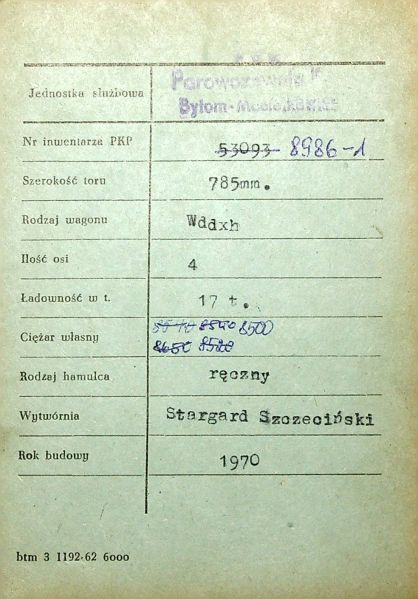 P.K.P.
Jednostka służbowa Parowozownia
Bytom-
Nr inwentarza PKP 53093 8986-1
Szerokość toru 785mm.
Rodzaj wagonu Wddxh
Ilość osi 4
Ładowność w t. 17 t.
Ciężar własny 8540 8500
8650 8520
Rodzaj hamulca ręczny
Wytwórnia Stargard Szczeciński
Rok budowy 1970
btm 3 1192-62 6000